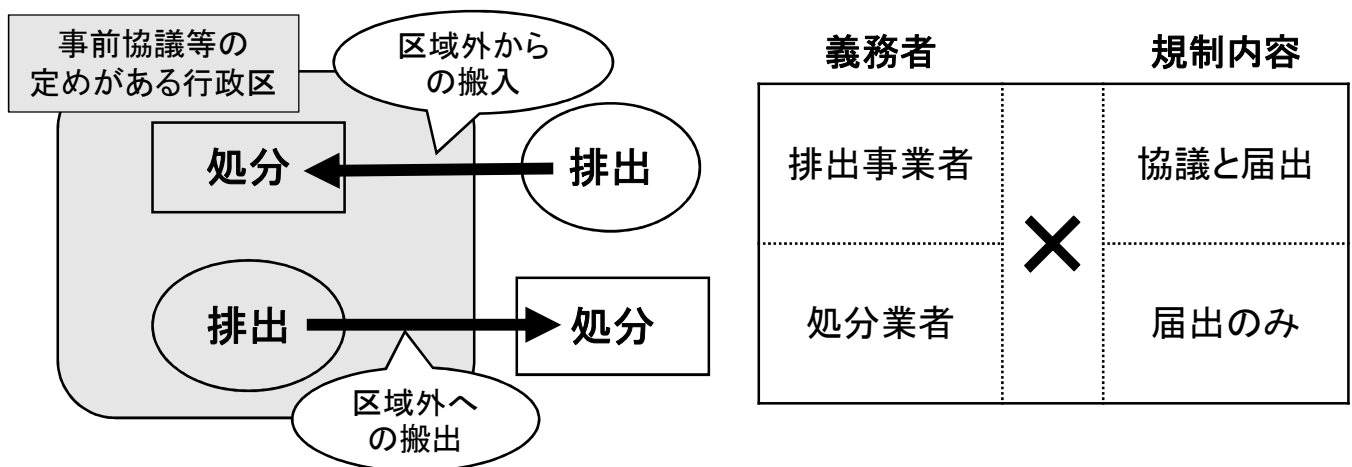 事前協議等の
定めがある行政区
区域外から
の搬入
処分
排出
排出
処分
区域外へ
の搬出
義務者
規制内容
排出事業者
×
協議と届出
処分業者
届出のみ